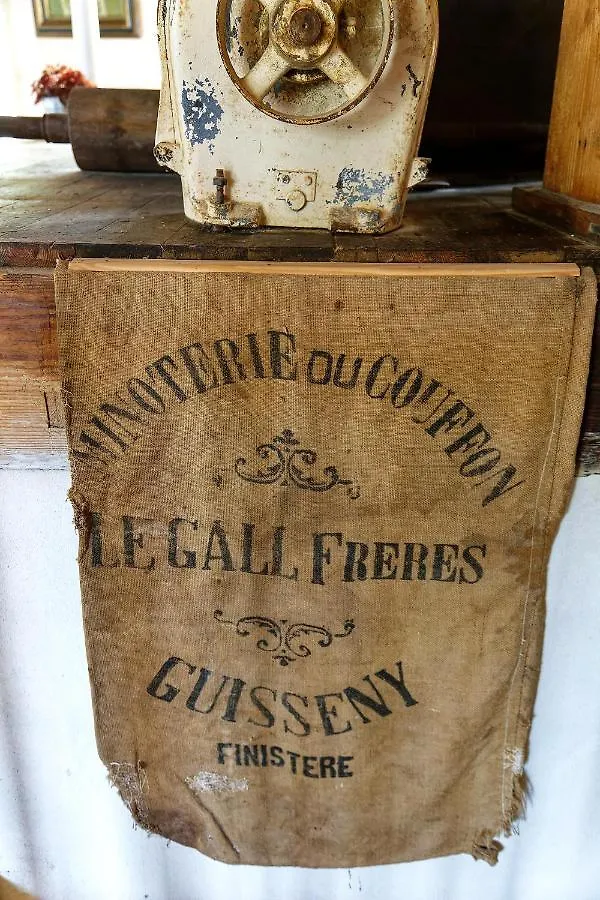 MINOTERIE DU COUFFON
LE GALL FRERES
GUISSENY
FINISTERE